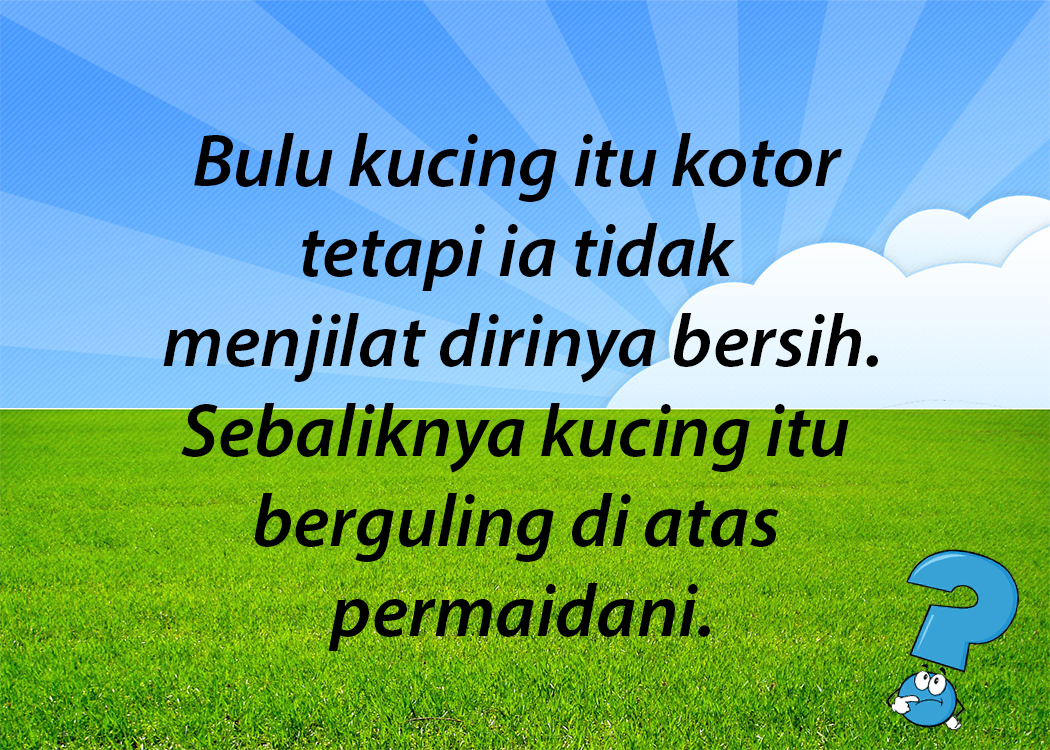 Bulu kucing itu kotor
tetapi ia tidak
menjilat dirinya bersih.
Sebaliknya kucing itu
berguling di atas
permaidani.
?